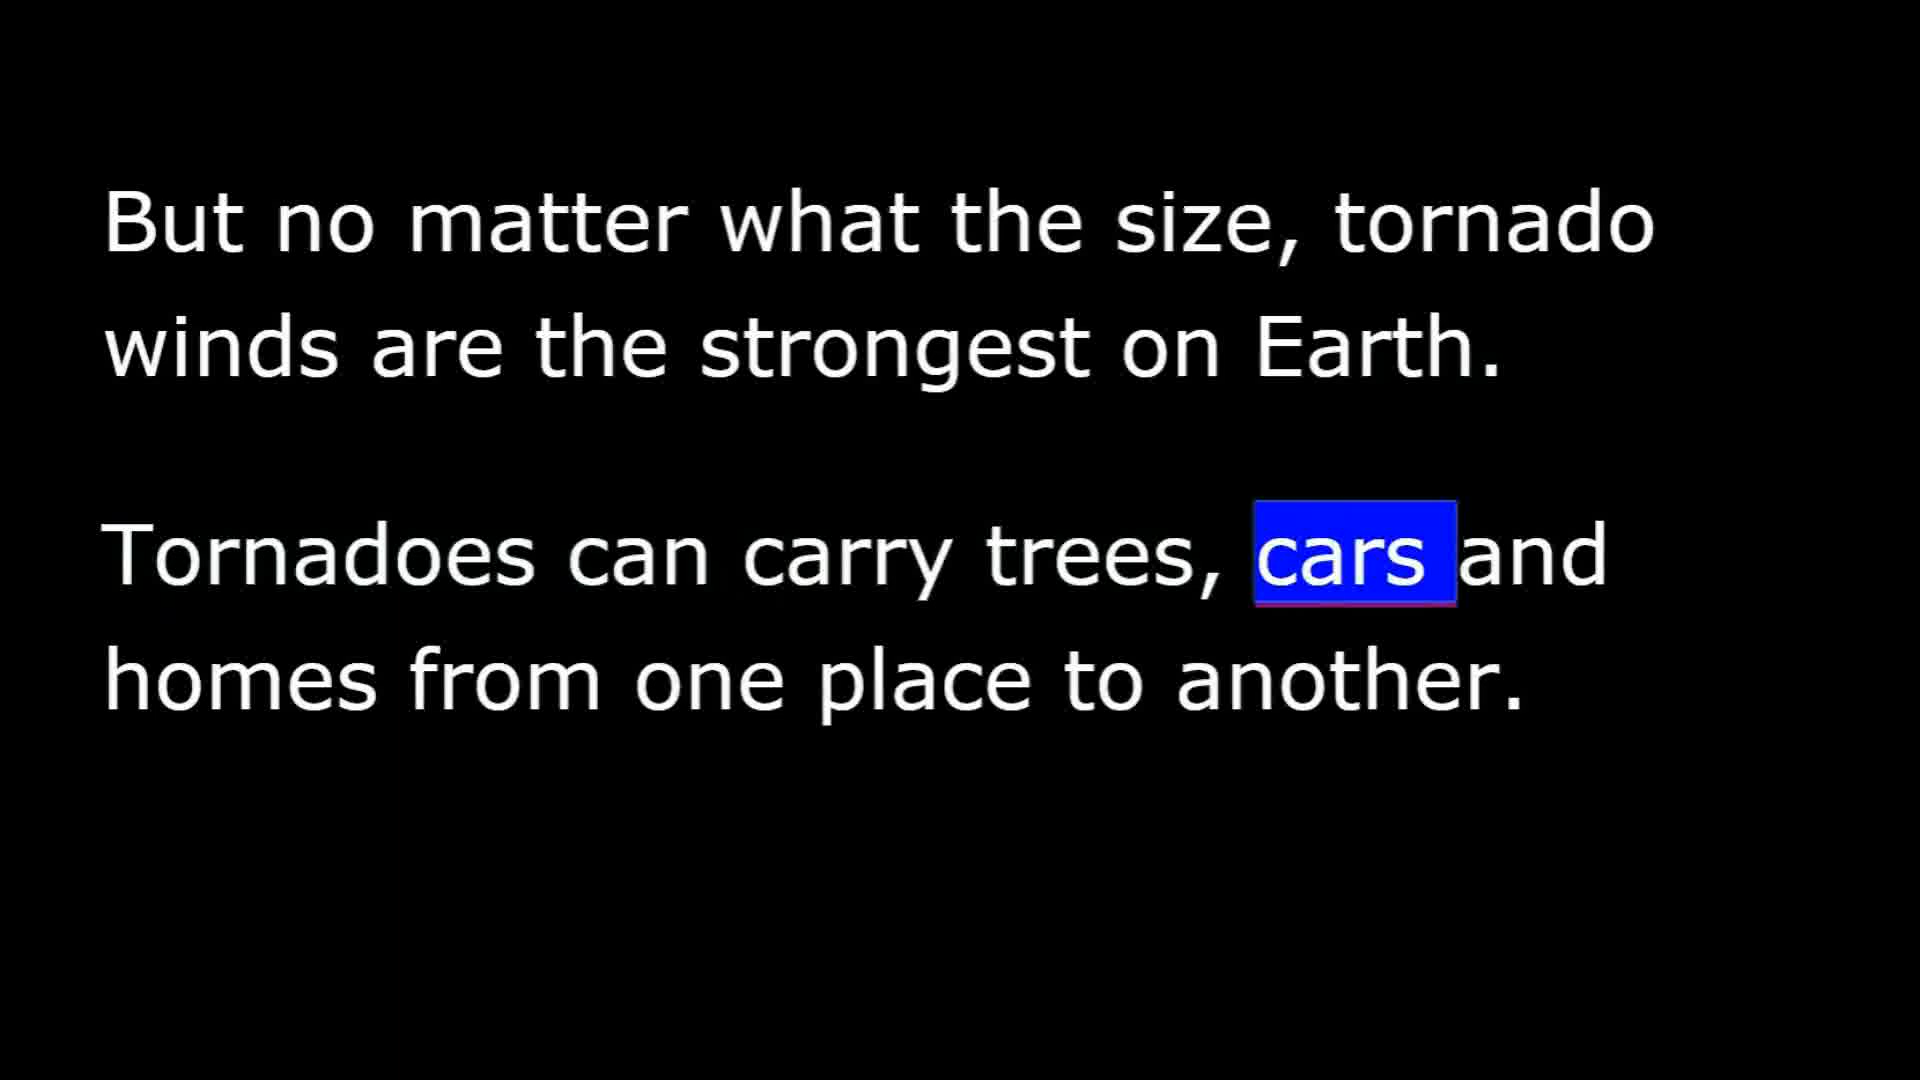 But no matter what the size, tornado
winds are the strongest on Earth.
Tornadoes can carry trees, cars and
homes from one place to another.